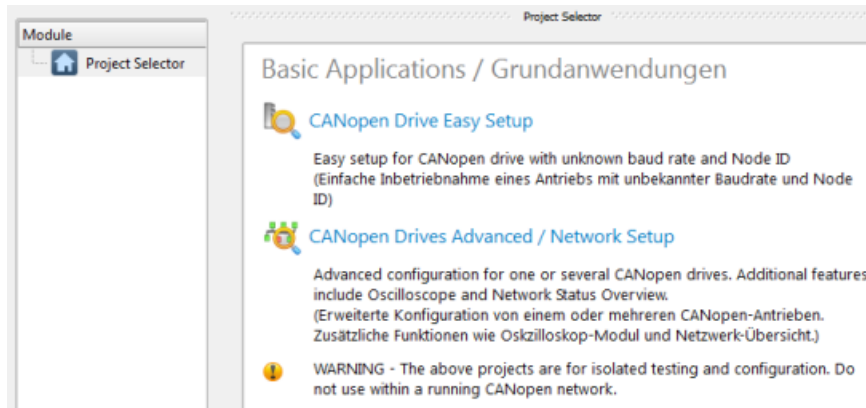 Project Selector
Module
Project Selector
Basic Applications / Grundanwendungen
CANopen Drive Easy Setup
Easy setup for CANopen drive with unknown baud rate and Node ID
(Einfache Inbetriebnahme eines Antriebs mit unbekannter Baudrate und Node
ID)
CANopen Drives Advanced / Network Setup
Advanced configuration for one or several CANopen drives. Additional features
include Oscilloscope and Network Status Overview.
(Erweiterte Konfiguration von einem oder mehreren CANopen-Antrieben.
Zusätzliche Funktionen wie Oskzilloskop-Modul und Netzwerk-Übersicht.)
WARNING - The above projects are for isolated testing and configuration. Do
not use within a running CANopen network.